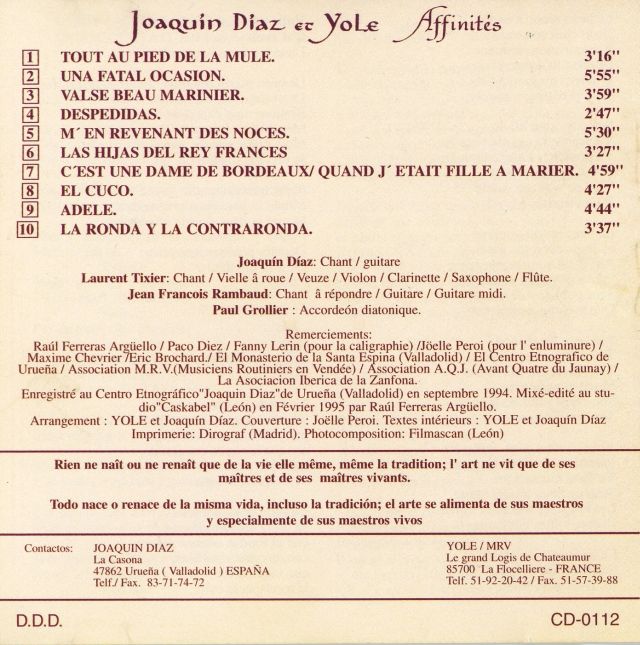 Joaquín Díaz et Yole Affinités
1 TOUT AU PIED DE LA MULE. 3'16"
2 UNA FATAL OCASION. 5'55"
3 VALSE BEAU MARINIER. 3'59"
4 DESPEDIDAS. 2'47"
5 M´ EN REVENANT DES NOCES. 5'30"
6 LAS HIJAS DEL REY FRANCES 3'27"
7 C´EST UNE DAME DE BORDEAUX/ QUAND J´ ETAIT FILLE A MARIER. 4'59"
8 EL CUCO. 4'27"
9 ADELE. 4'44"
10 LA RONDA Y LA CONTRARONDA. 3'37"
Joaquín Díaz: Chant / guitare
Laurent Tixier: Chant / Vielle â roue / Veuze / Violon / Clarinette / Saxophone / Flûte.
Jean Francois Rambaud: Chant â répondre / Guitare / Guitare midi.
Paul Grollier : Accordeón diatonique.
Remerciements:
Raúl Ferreras Argüello / Paco Diez / Fanny Lerin (pour la caligraphie) /Jöelle Peroi (pour l' enluminure) /
Maxime Chevrier /Eric Brochard./ El Monasterio de la Santa Espina (Valladolid) / El Centro Etnografico de
Urueña / Association M.R.V.(Musiciens Routiniers en Vendée) / Association A.Q.J. (Avant Quatre du Jaunay) /
La Asociacion Iberica de la Zanfona.
Enregistré au Centro Etnográfico"Joaquin Diaz"de Urueña (Valladolid) en septembre 1994. Mixé-edité au stu-
dio"Caskabel" (León) en Février 1995 par Raúl Ferreras Argüello.
Arrangement : YOLE et Joaquín Díaz. Couverture : Joëlle Peroi. Textes intérieurs : YOLE et Joaquín Díaz
Imprimerie: Dirograf (Madrid). Photocomposition: Filmascan (León)
Rien ne naît ou ne renaît que de la vie elle même, même la tradition; l' art ne vit que de ses
maîtres et de ses maîtres vivants.
Todo nace o renace de la misma vida, incluso la tradición; el arte se alimenta de sus maestros
y especialmente de sus maestros vivos
Contactos: JOAQUIN DIAZ YOLE / MRV
La Casona Le grand Logis de Chateaumur
47862 Urueña ( Valladolid ) ESPAÑA 85700 La Flocelliere - FRANCE
Telf./ Fax. 83-71-74-72 Telf. 51-92-20-42 / Fax. 51-57-39-88
D.D.D. CD-0112